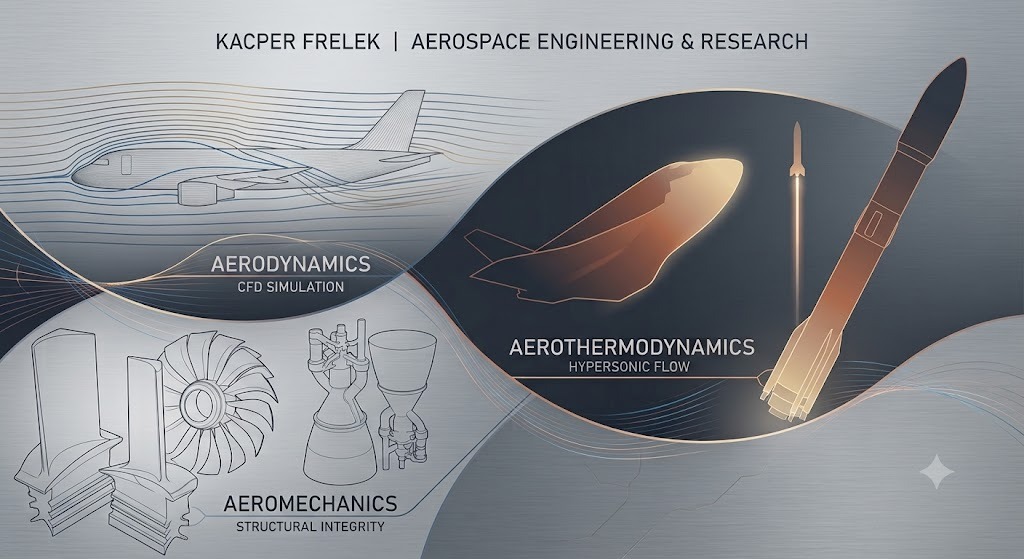 KACPER FRELEK | AEROSPACE ENGINEERING & RESEARCH
AERODYNAMICS
CFD SIMULATION
AEROTHERMODYNAMICS
HYPERSONIC FLOW
AEROMECHANICS
STRUCTURAL INTEGRITY